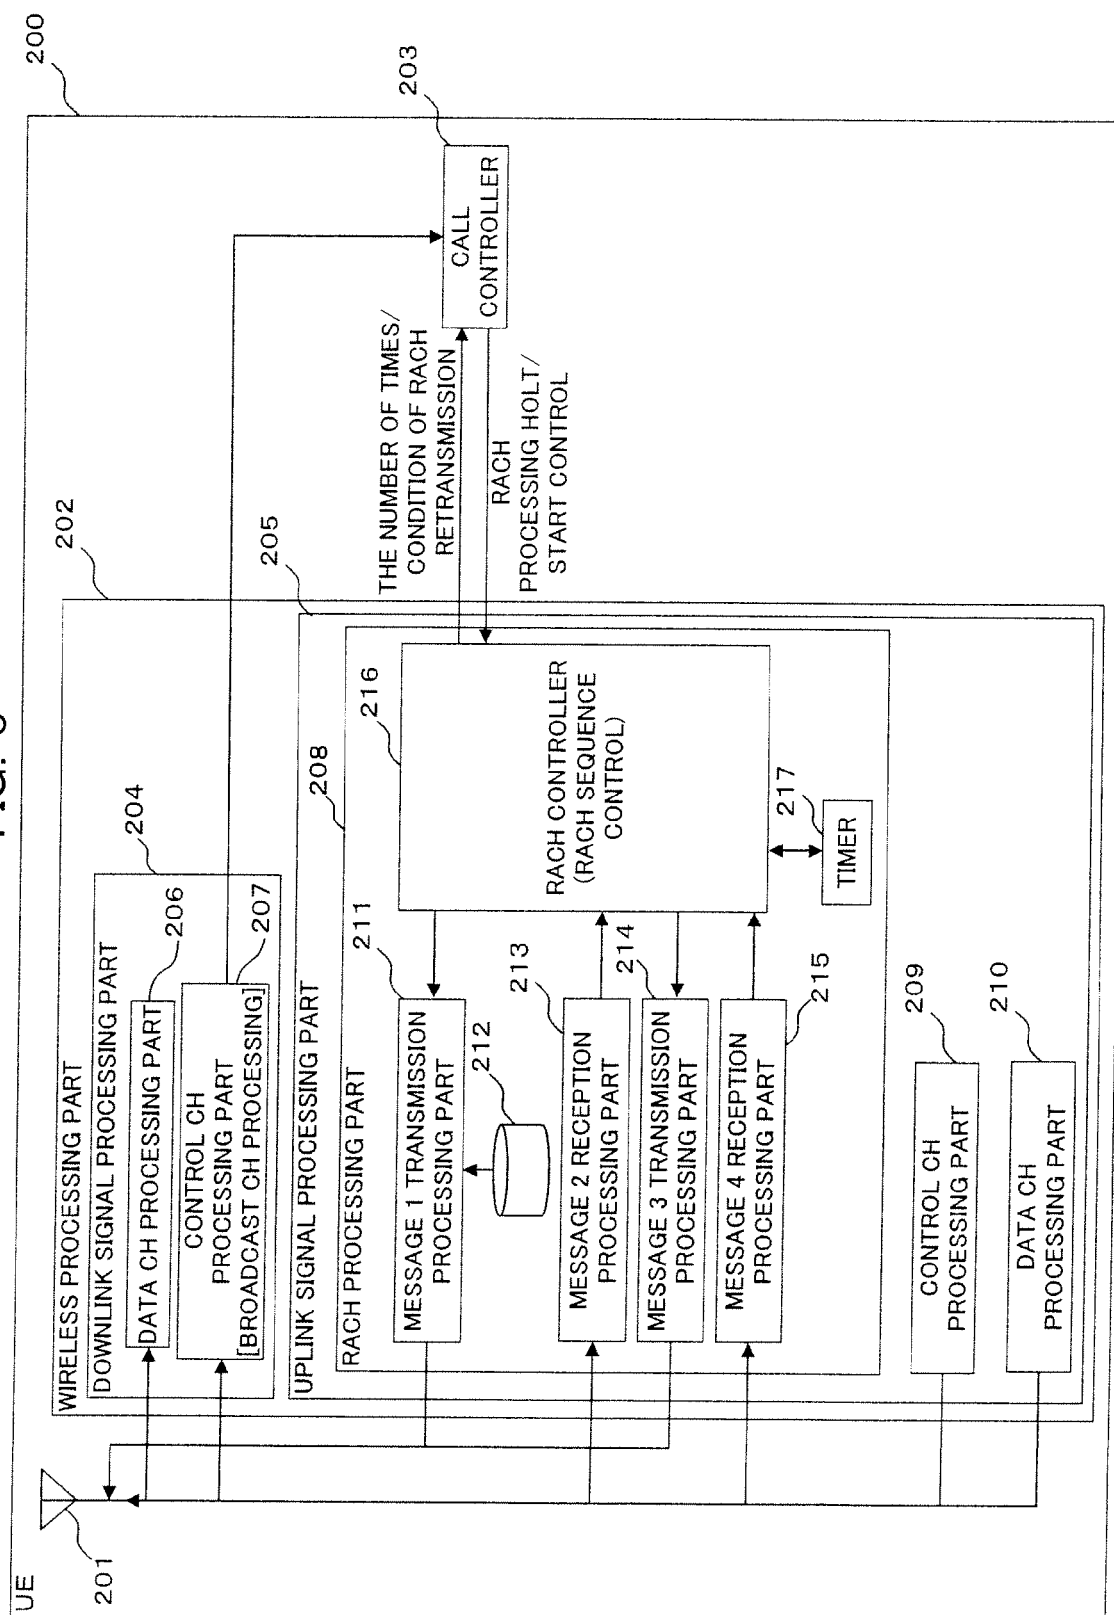 UE
200
201
202
WIRELESS PROCESSING PART
204
DOWNLINK SIGNAL PROCESSING PART
206
DATA CH PROCESSING PART
207
CONTROL CH
PROCESSING PART
[BROADCAST CH PROCESSING]
203
CALL
CONTROLLER
THE NUMBER OF TIMES/
CONDITION OF RACH
RETRANSMISSION
RACH
PROCESSING HOLT/
START CONTROL
205
UPLINK SIGNAL PROCESSING PART
208
RACH PROCESSING PART
211
MESSAGE 1 TRANSMISSION
PROCESSING PART
212
213
MESSAGE 2 RECEPTION
PROCESSING PART
214
MESSAGE 3 TRANSMISSION
PROCESSING PART
215
MESSAGE 4 RECEPTION
PROCESSING PART
216
RACH CONTROLLER
(RACH SEQUENCE
CONTROL)
217
TIMER
209
CONTROL CH
PROCESSING PART
210
DATA CH
PROCESSING PART